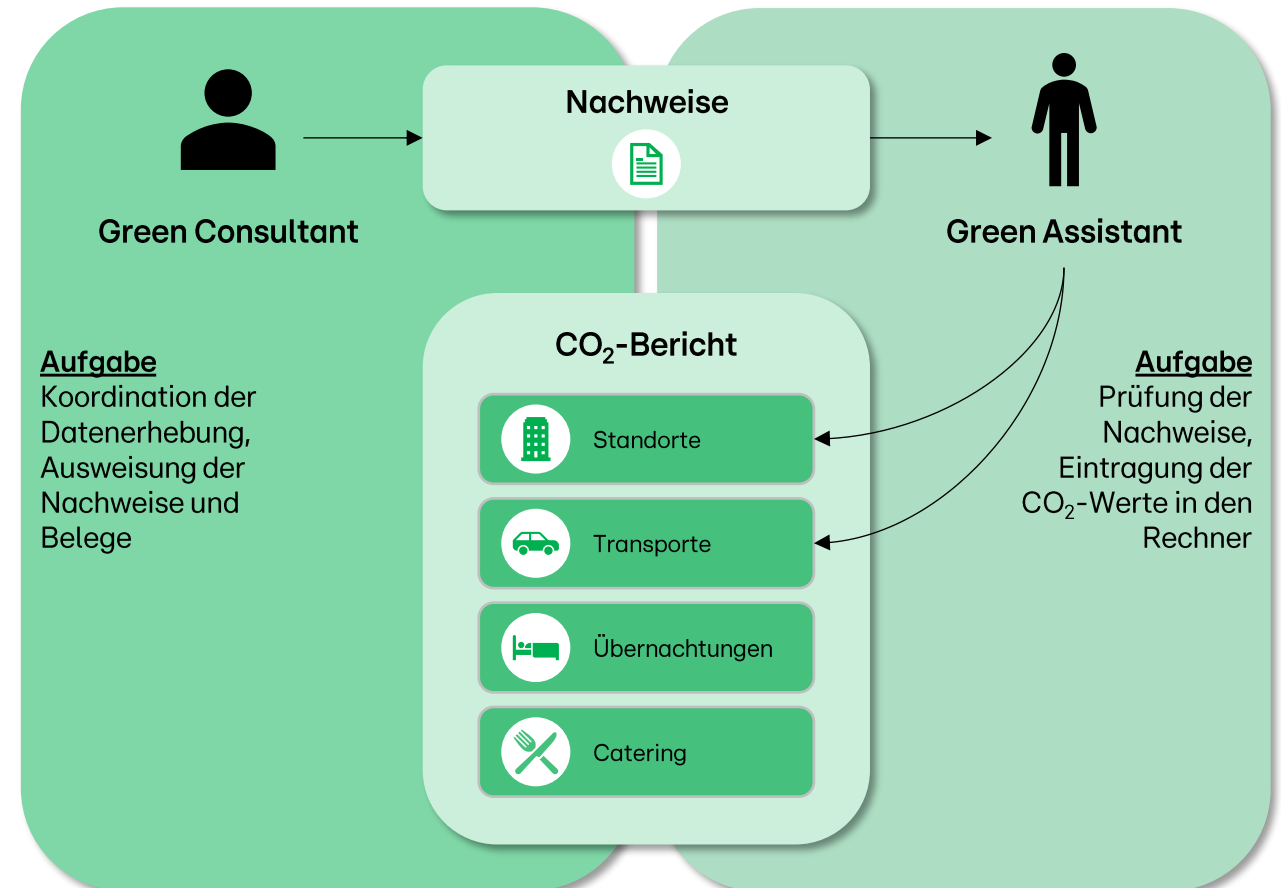 Nachweise
Green Consultant
Green Assistant
Aufgabe
Koordination der
Datenerhebung,
Ausweisung der
Nachweise und
Belege
CO₂-Bericht
Standorte
Transporte
Übernachtungen
Catering
Aufgabe
Prüfung der
Nachweise,
Eintragung der
CO₂-Werte in den
Rechner